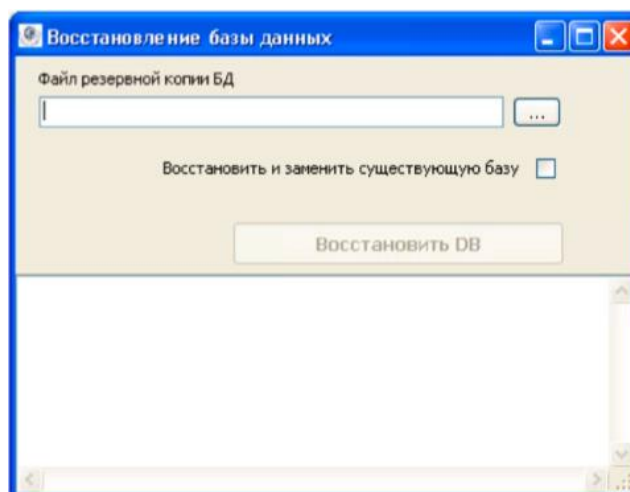 Восстановление базы данных
Файл резервной копии БД
...
Восстановить и заменить существующую базу
Восстановить DB